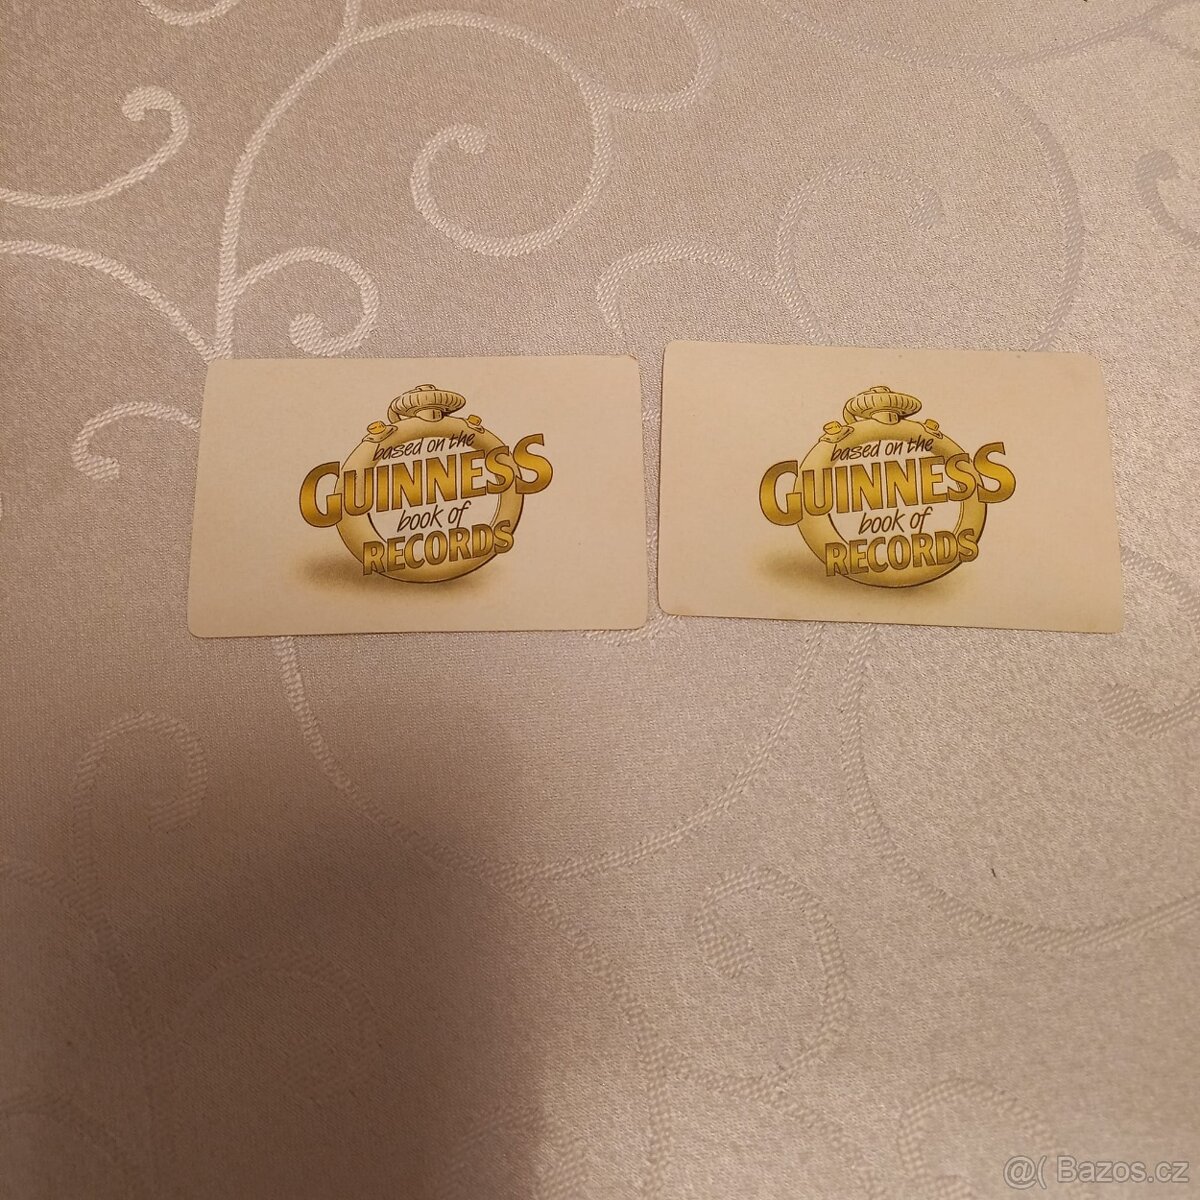 based on the
GUINNESS
book of
RECORDS
based on the
GUINNESS
book of
RECORDS
@( Bazos.cz